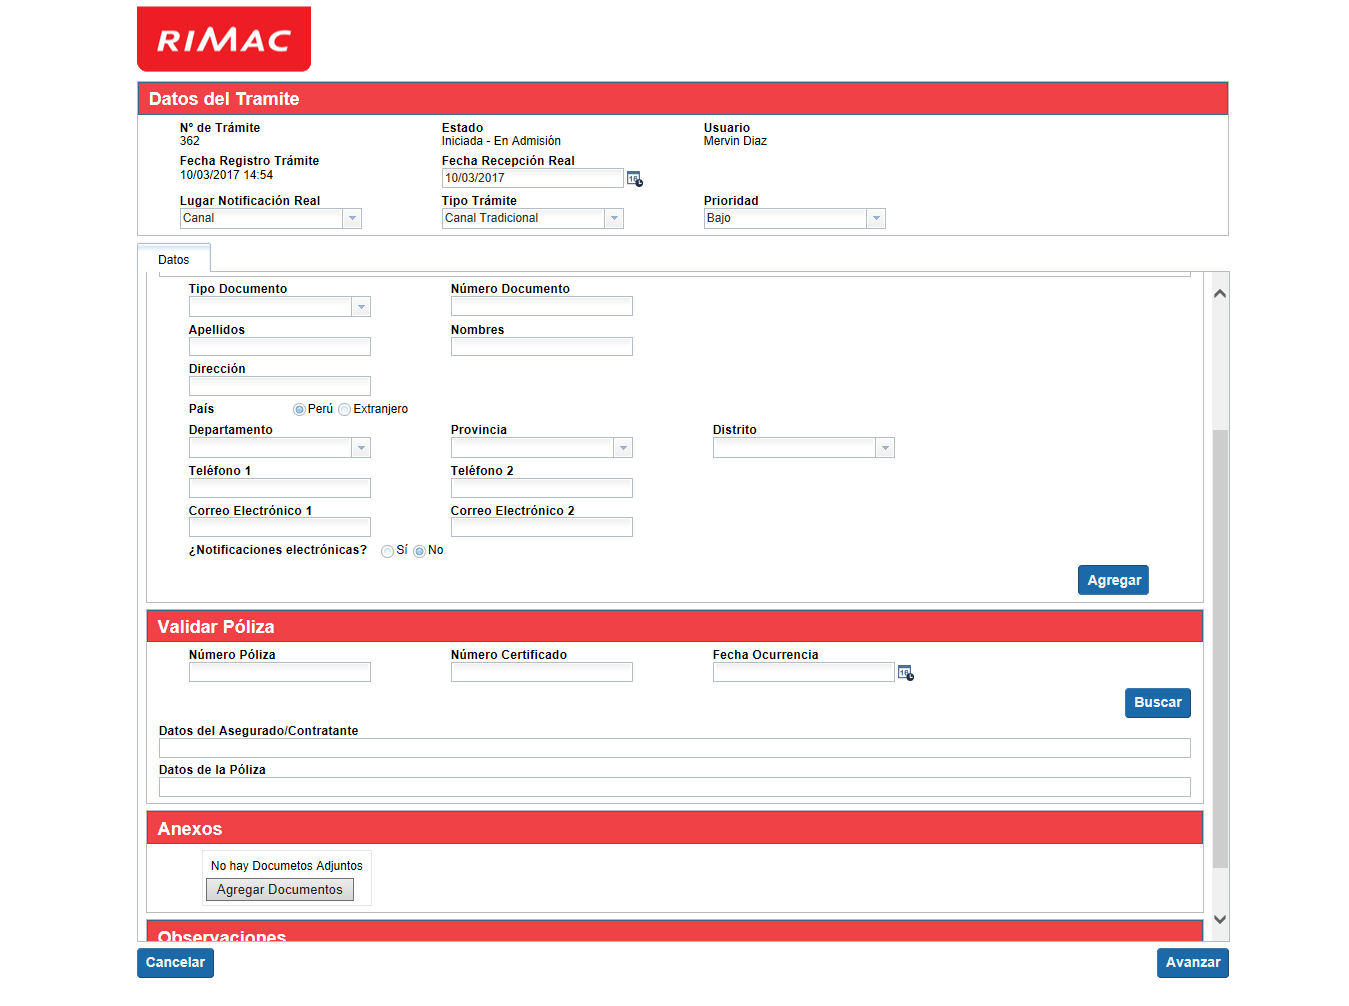 RIMAC
Datos del Tramite
Nº de Trámite Estado Usuario
362 Iniciada - En Admisión Mervin Diaz
Fecha Registro Trámite Fecha Recepción Real
10/03/2017 14:54 10/03/2017
Lugar Notificación Real Tipo Trámite Prioridad
Canal Canal Tradicional Bajo
Datos
Tipo Documento Número Documento
Apellidos Nombres
Dirección
País Perú Extranjero
Departamento Provincia Distrito
Teléfono 1 Teléfono 2
Correo Electrónico 1 Correo Electrónico 2
¿Notificaciones electrónicas? Sí No
Agregar
Validar Póliza
Número Póliza Número Certificado Fecha Ocurrencia
Buscar
Datos del Asegurado/Contratante
Datos de la Póliza
Anexos
No hay Documetos Adjuntos
Agregar Documentos
Observaciones
Cancelar Avanzar